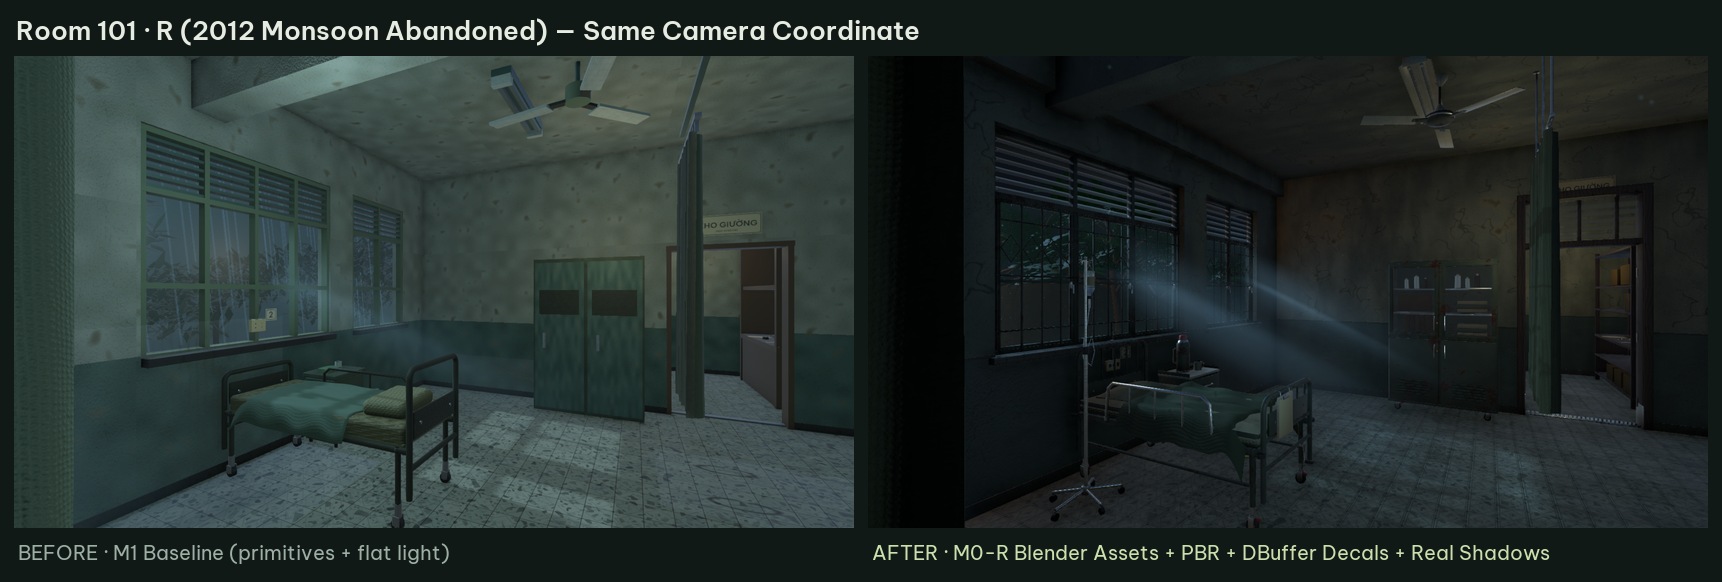 Room 101 · R (2012 Monsoon Abandoned) — Same Camera Coordinate
HO GIƯỜNG
BEFORE · M1 Baseline (primitives + flat light)
AFTER · M0-R Blender Assets + PBR + DBuffer Decals + Real Shadows